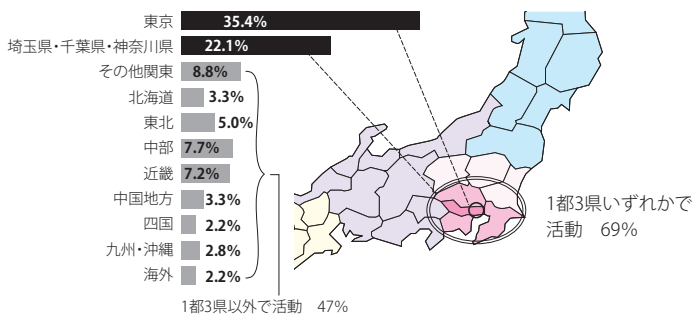 東京 35.4%
埼玉県・千葉県・神奈川県 22.1%
その他関東 8.8%
北海道 3.3%
東北 5.0%
中部 7.7%
近畿 7.2%
中国地方 3.3%
四国 2.2%
九州・沖縄 2.8%
海外 2.2%
1都3県以外で活動 47%
1都3県いずれかで
活動 69%